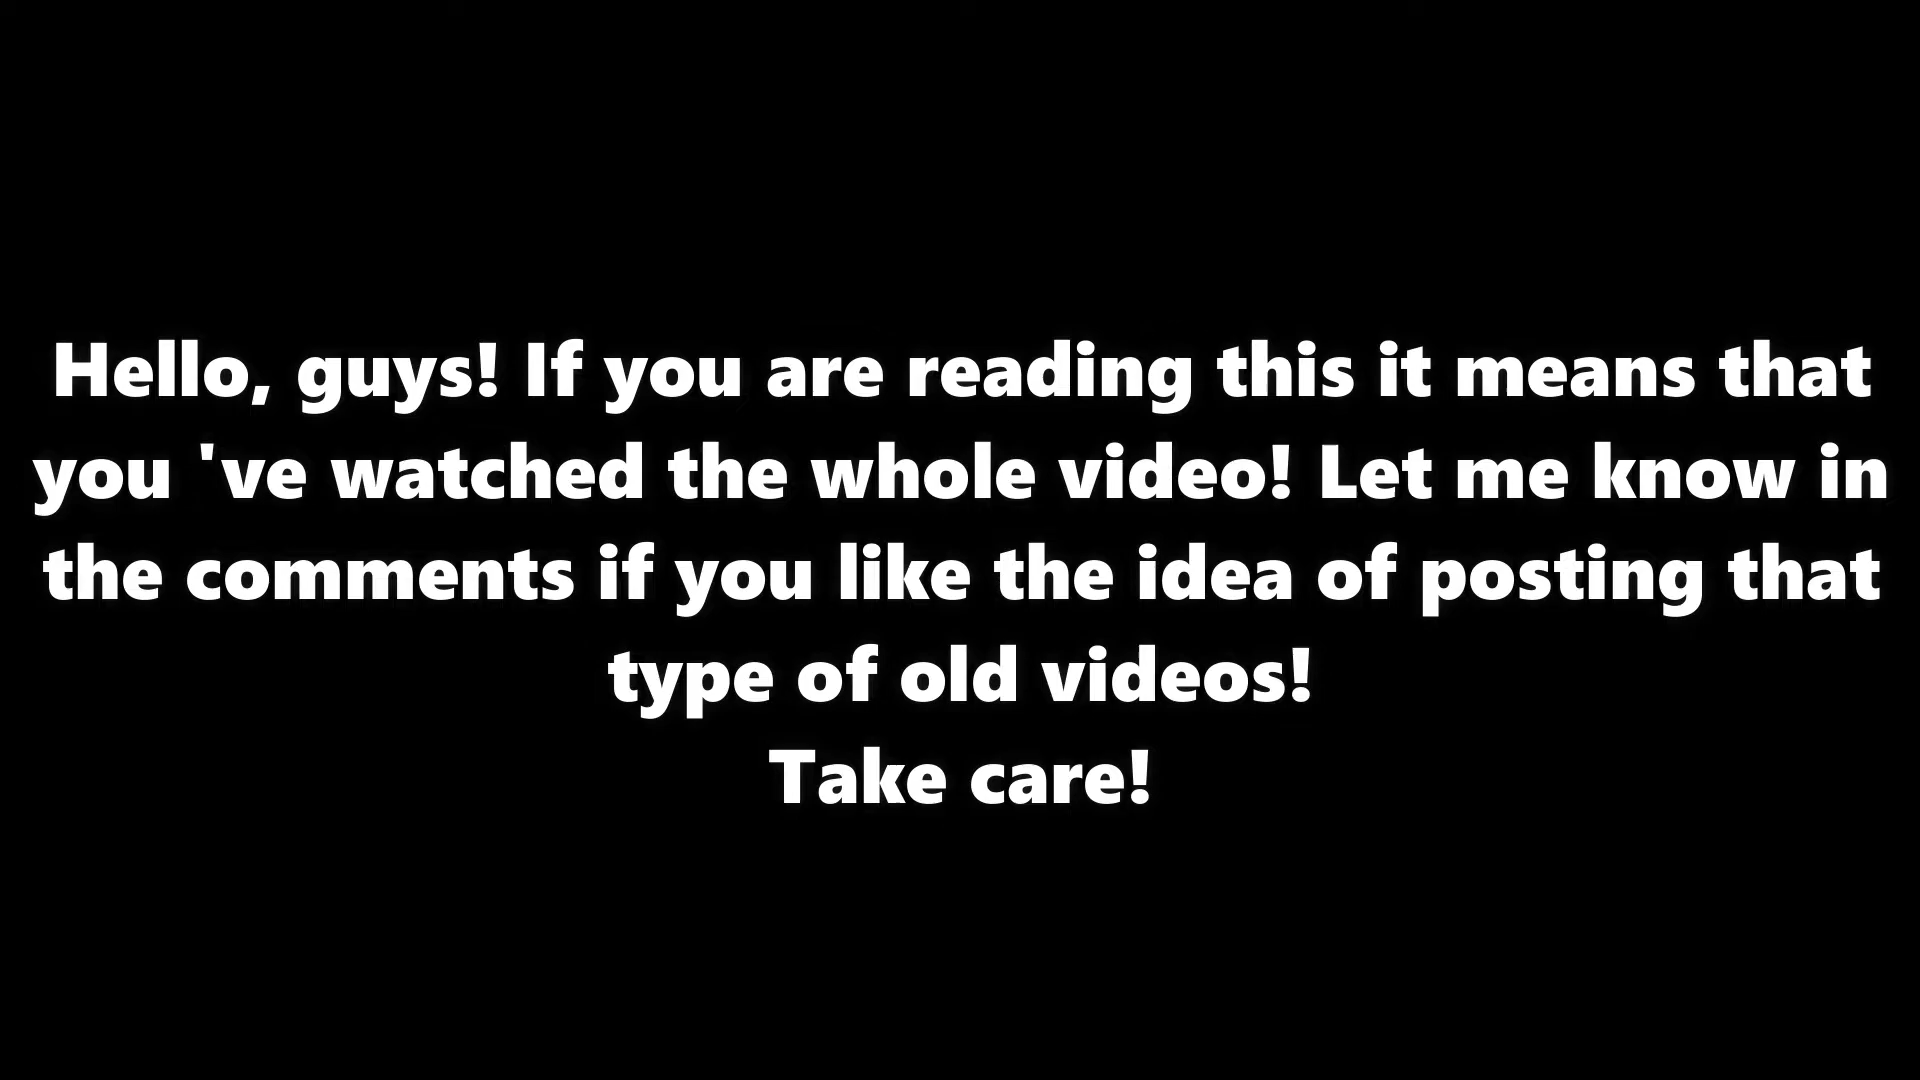 Hello, guys! If you are reading this it means that
you 've watched the whole video! Let me know in
the comments if you like the idea of posting that
type of old videos!
Take care!